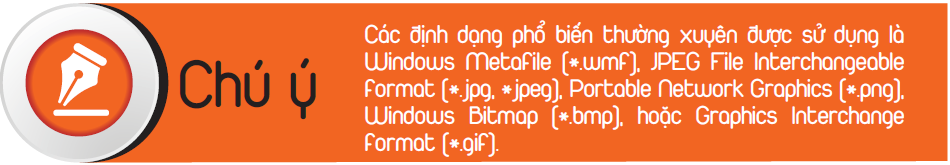 Chú ý
Các định dạng phổ biến thường xuyên được sử dụng là
Windows Metafile (*.wmf), JPEG File Interchangeable
Format (*.jpg, *jpeg), Portable Network Graphics (*.png),
Windows Bitmap (*.bmp), hoặc Graphics Interchange
Format (*.gif).